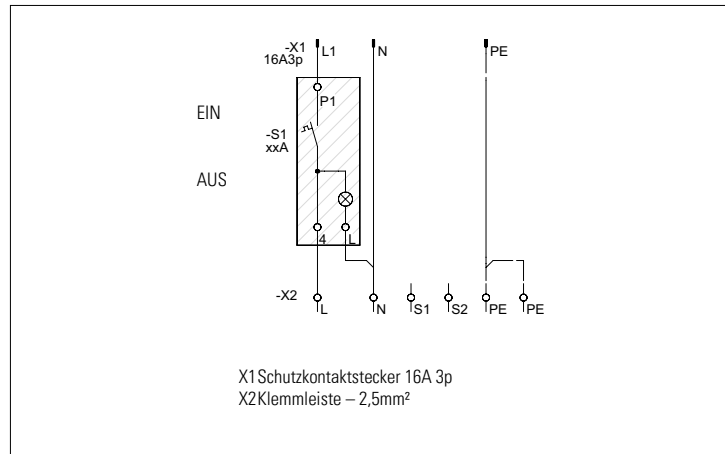 -X1 L1 N PE
16A3p
P1
EIN
-S1
xxA
AUS
4 L
-X2 L N S1 S2 PE PE
X1 Schutzkontaktstecker 16A 3p
X2 Klemmleiste – 2,5mm²